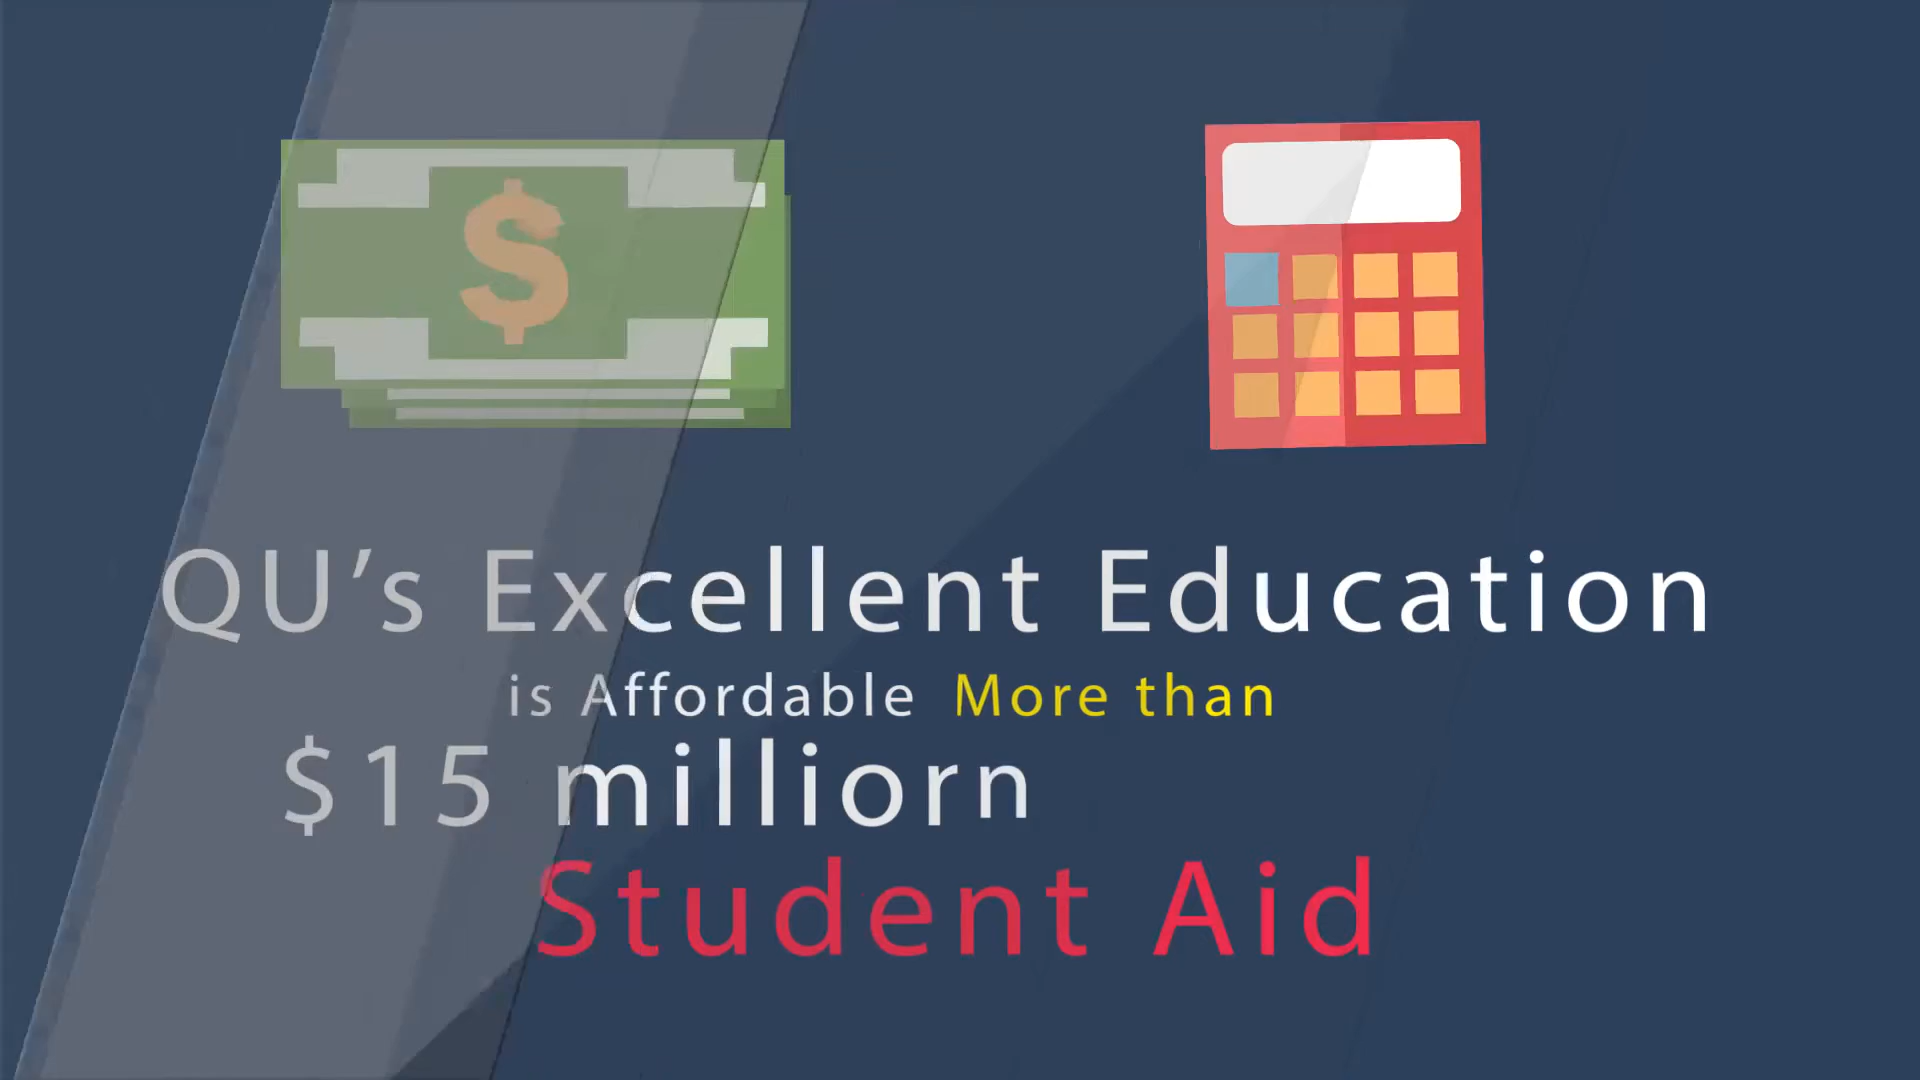 $
QU’s Excellent Education
is Affordable More than
$15 milliorn
Student Aid